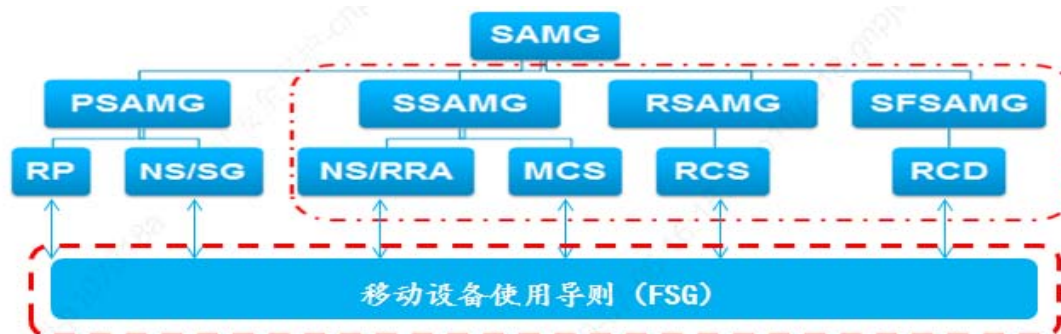 SAMG
PSAMG SSAMG RSAMG SFSAMG
RP NS/SG NS/RRA MCS RCS RCD
移动设备使用导则（FSG）